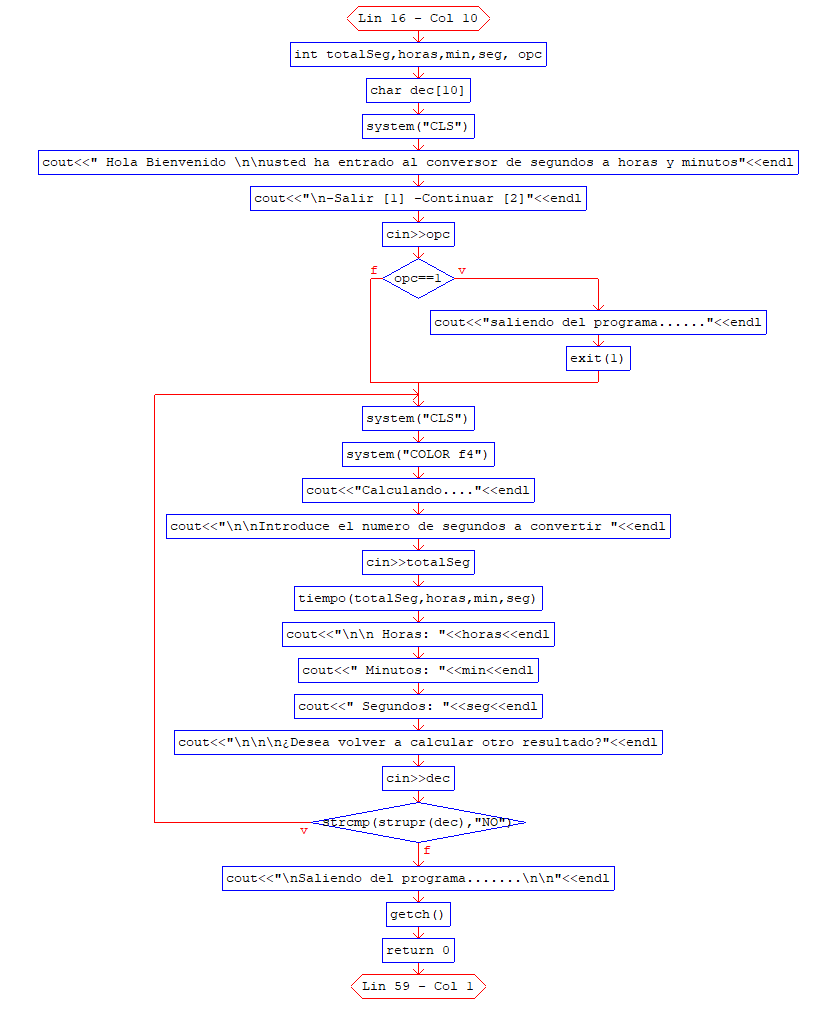 Lin 16 - Col 10
int totalSeg,horas,min,seg, opc
char dec[10]
system("CLS")
cout<<" Hola Bienvenido \n\nusted ha entrado al conversor de segundos a horas y minutos"<<endl
cout<<"\n-Salir [1] -Continuar [2]"<<endl
cin>>opc
f
v
opc==1
cout<<"saliendo del programa......"<<endl
exit(1)
system("CLS")
system("COLOR f4")
cout<<"Calculando...."<<endl
cout<<"\n\nIntroduce el numero de segundos a convertir "<<endl
cin>>totalSeg
tiempo(totalSeg,horas,min,seg)
cout<<"\n\n Horas: "<<horas<<endl
cout<<" Minutos: "<<min<<endl
cout<<" Segundos: "<<seg<<endl
cout<<"\n\n\n¿Desea volver a calcular otro resultado?"<<endl
cin>>dec
strcmp(strupr(dec),"NO")
v
f
cout<<"\nSaliendo del programa.......\n\n"<<endl
getch()
return 0
Lin 59 - Col 1